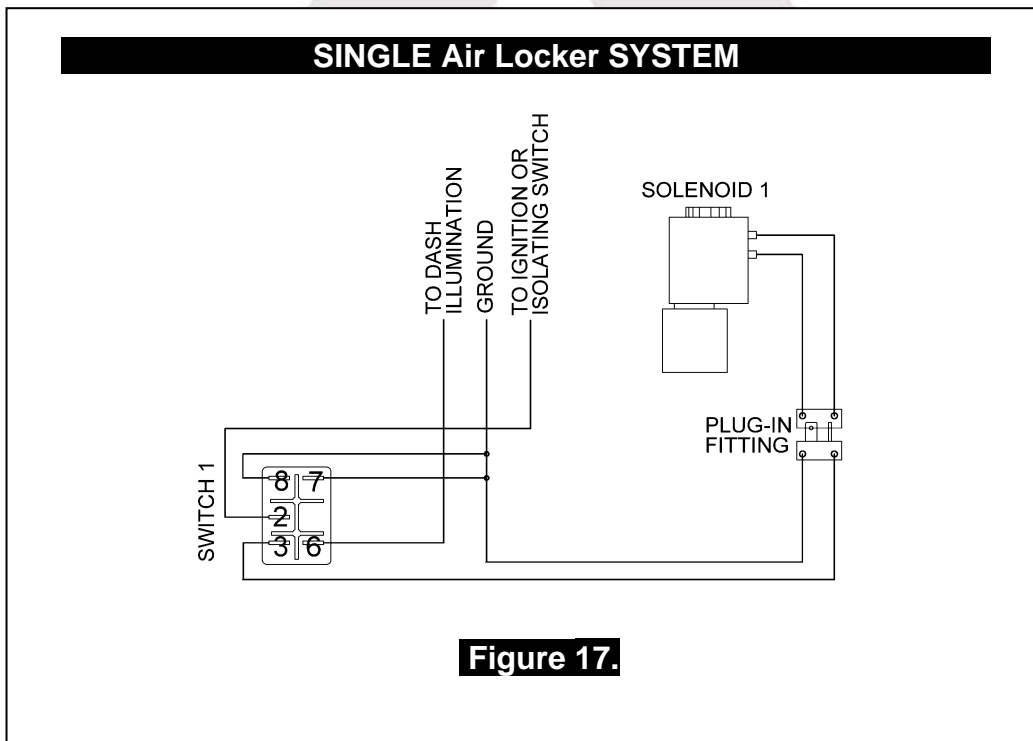 SINGLE Air Locker SYSTEM
TO DASH
ILLUMINATION
GROUND
TO IGNITION OR
ISOLATING SWITCH
SOLENOID 1
PLUG-IN
FITTING
SWITCH 1
8 7
2
3 6
Figure 17.